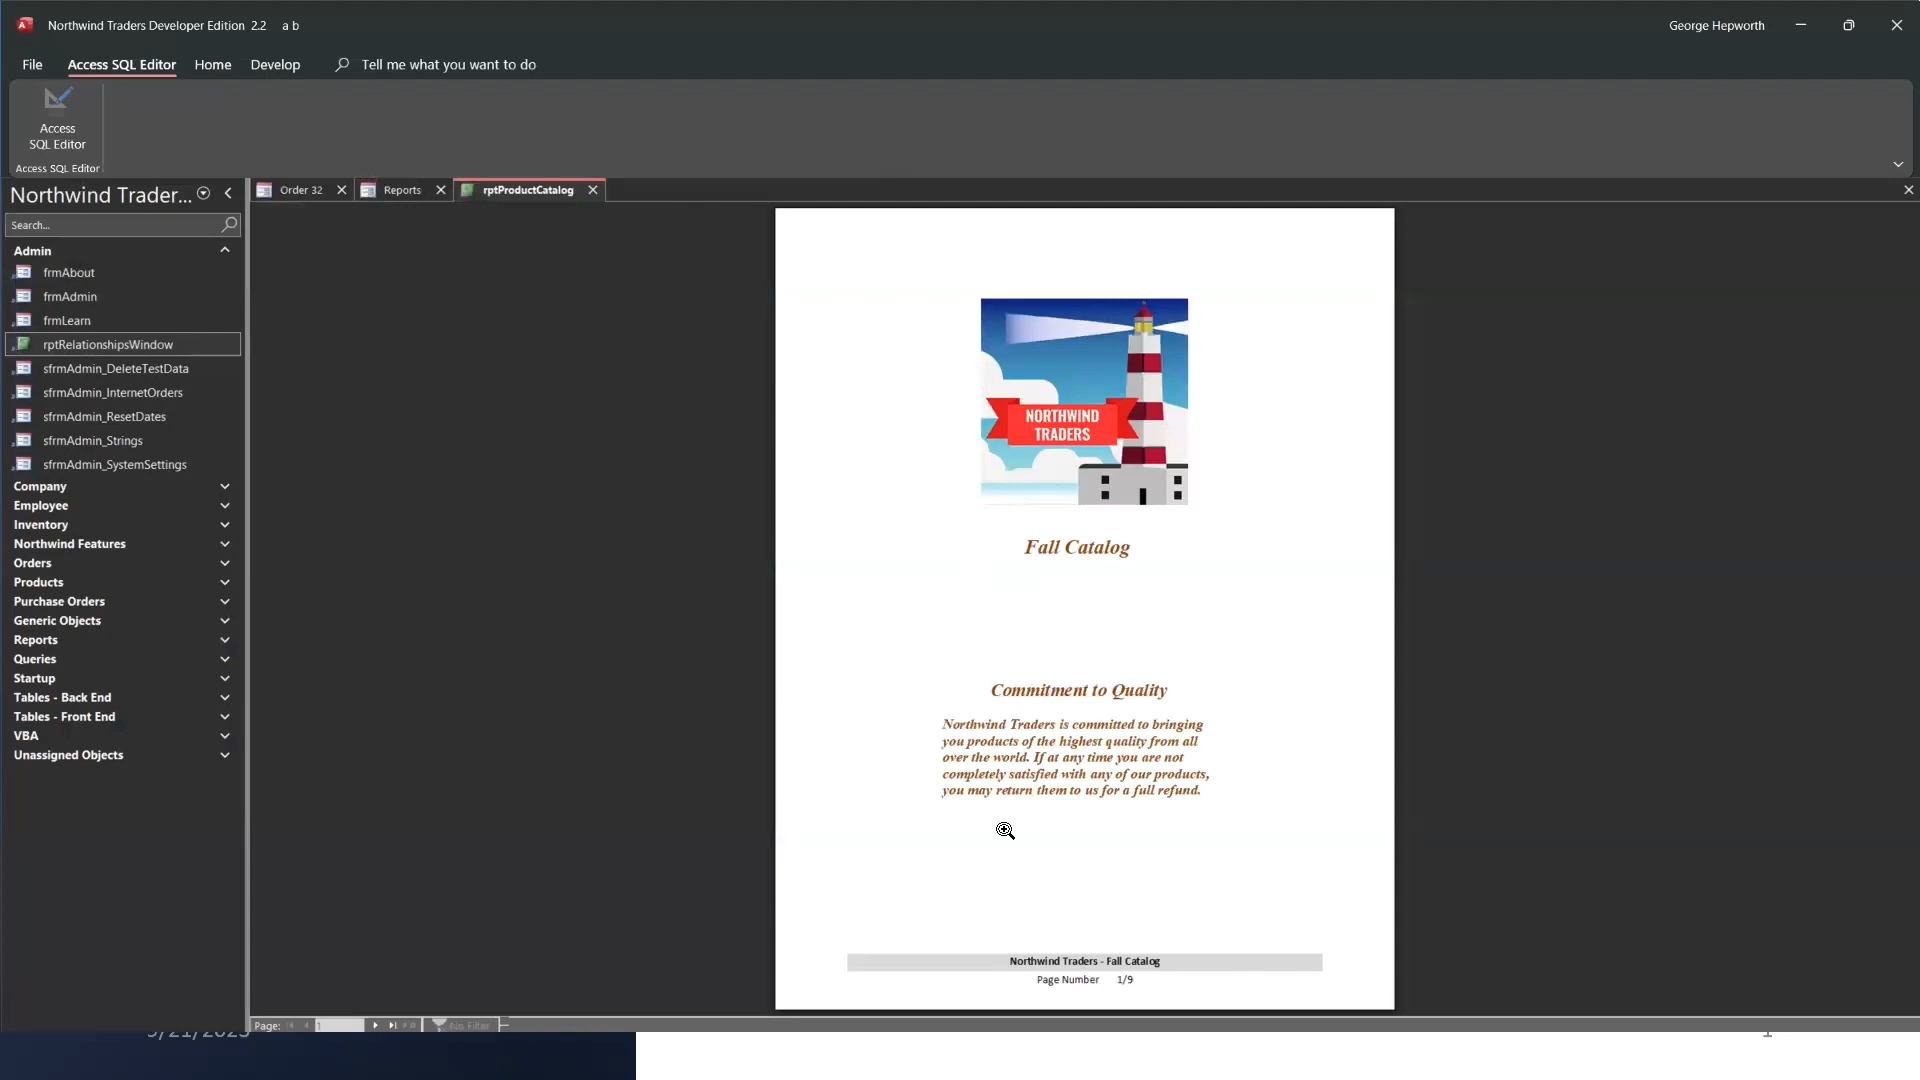 Northwind Traders Developer Edition 2.2 a b
George Hepworth
File Access SQL Editor Home Develop Tell me what you want to do
Access
SQL Editor
Access SQL Editor
Northwind Trader...
Order 32
Reports
rptProductCatalog
Search...
Admin
frmAbout
frmAdmin
frmLearn
rptRelationshipsWindow
sfrmAdmin_DeleteTestData
sfrmAdmin_InternetOrders
sfrmAdmin_ResetDates
sfrmAdmin_Strings
sfrmAdmin_SystemSettings
Company
Employee
Inventory
Northwind Features
Orders
Products
Purchase Orders
Generic Objects
Reports
Queries
Startup
Tables - Back End
Tables - Front End
VBA
Unassigned Objects
NORTHWIND
TRADERS
Fall Catalog
Commitment to Quality
Northwind Traders is committed to bringing
you products of the highest quality from all
over the world. If at any time you are not
completely satisfied with any of our products,
you may return them to us for a full refund.
Northwind Traders - Fall Catalog
Page Number 1/9
Page: 1 No Filter